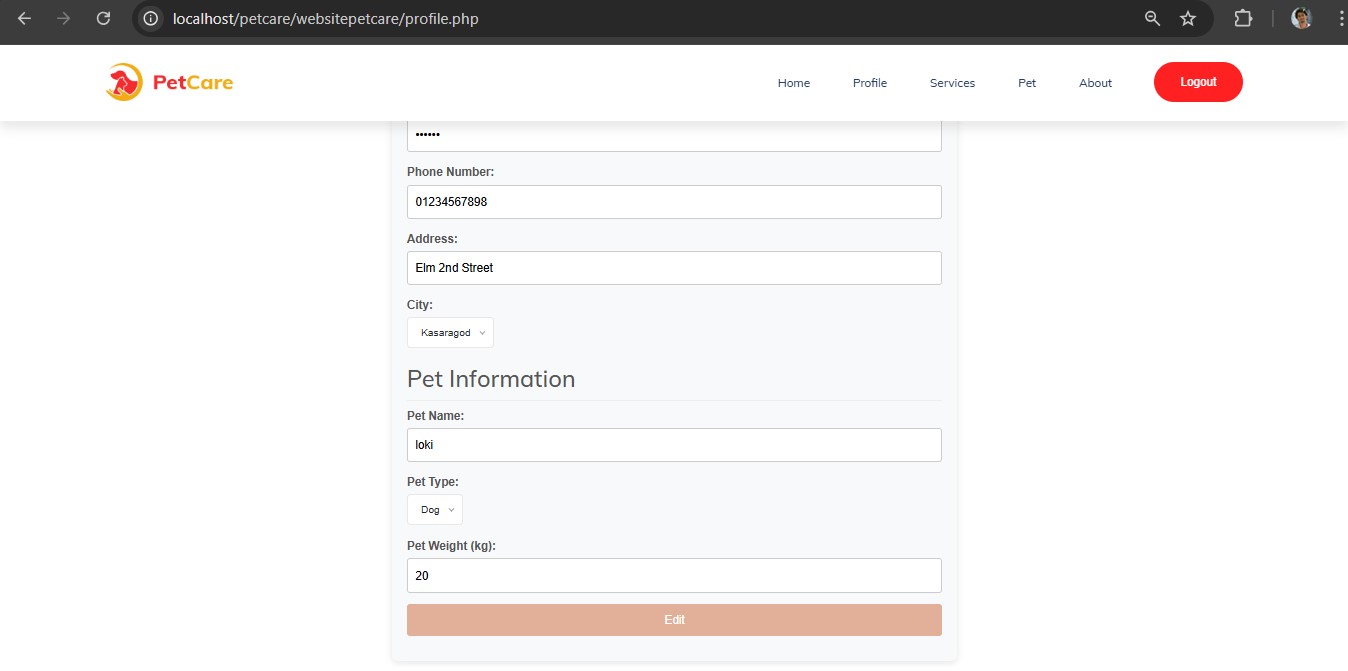 localhost/petcare/websitepetcare/profile.php
PetCare
Home Profile Services Pet About Logout
••••••
Phone Number:
01234567898
Address:
Elm 2nd Street
City:
Kasaragod
Pet Information
Pet Name:
loki
Pet Type:
Dog
Pet Weight (kg):
20
Edit